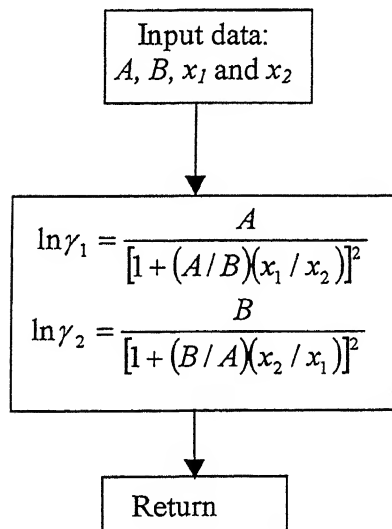 Input data:
A, B, x₁ and x₂
lnγ₁ = A / [1 + (A / B)(x₁ / x₂)]²
lnγ₂ = B / [1 + (B / A)(x₂ / x₁)]²
Return